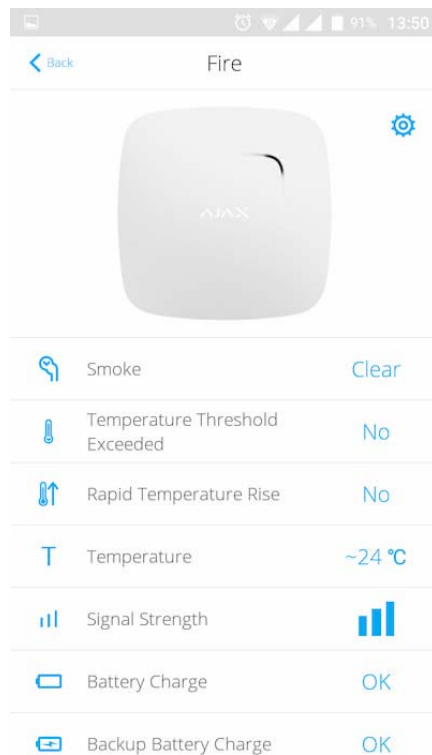 91% 13:50
Back Fire
AJAX
Smoke Clear
Temperature Threshold
Exceeded No
Rapid Temperature Rise No
T Temperature ~24 °C
Signal Strength
Battery Charge OK
Backup Battery Charge OK